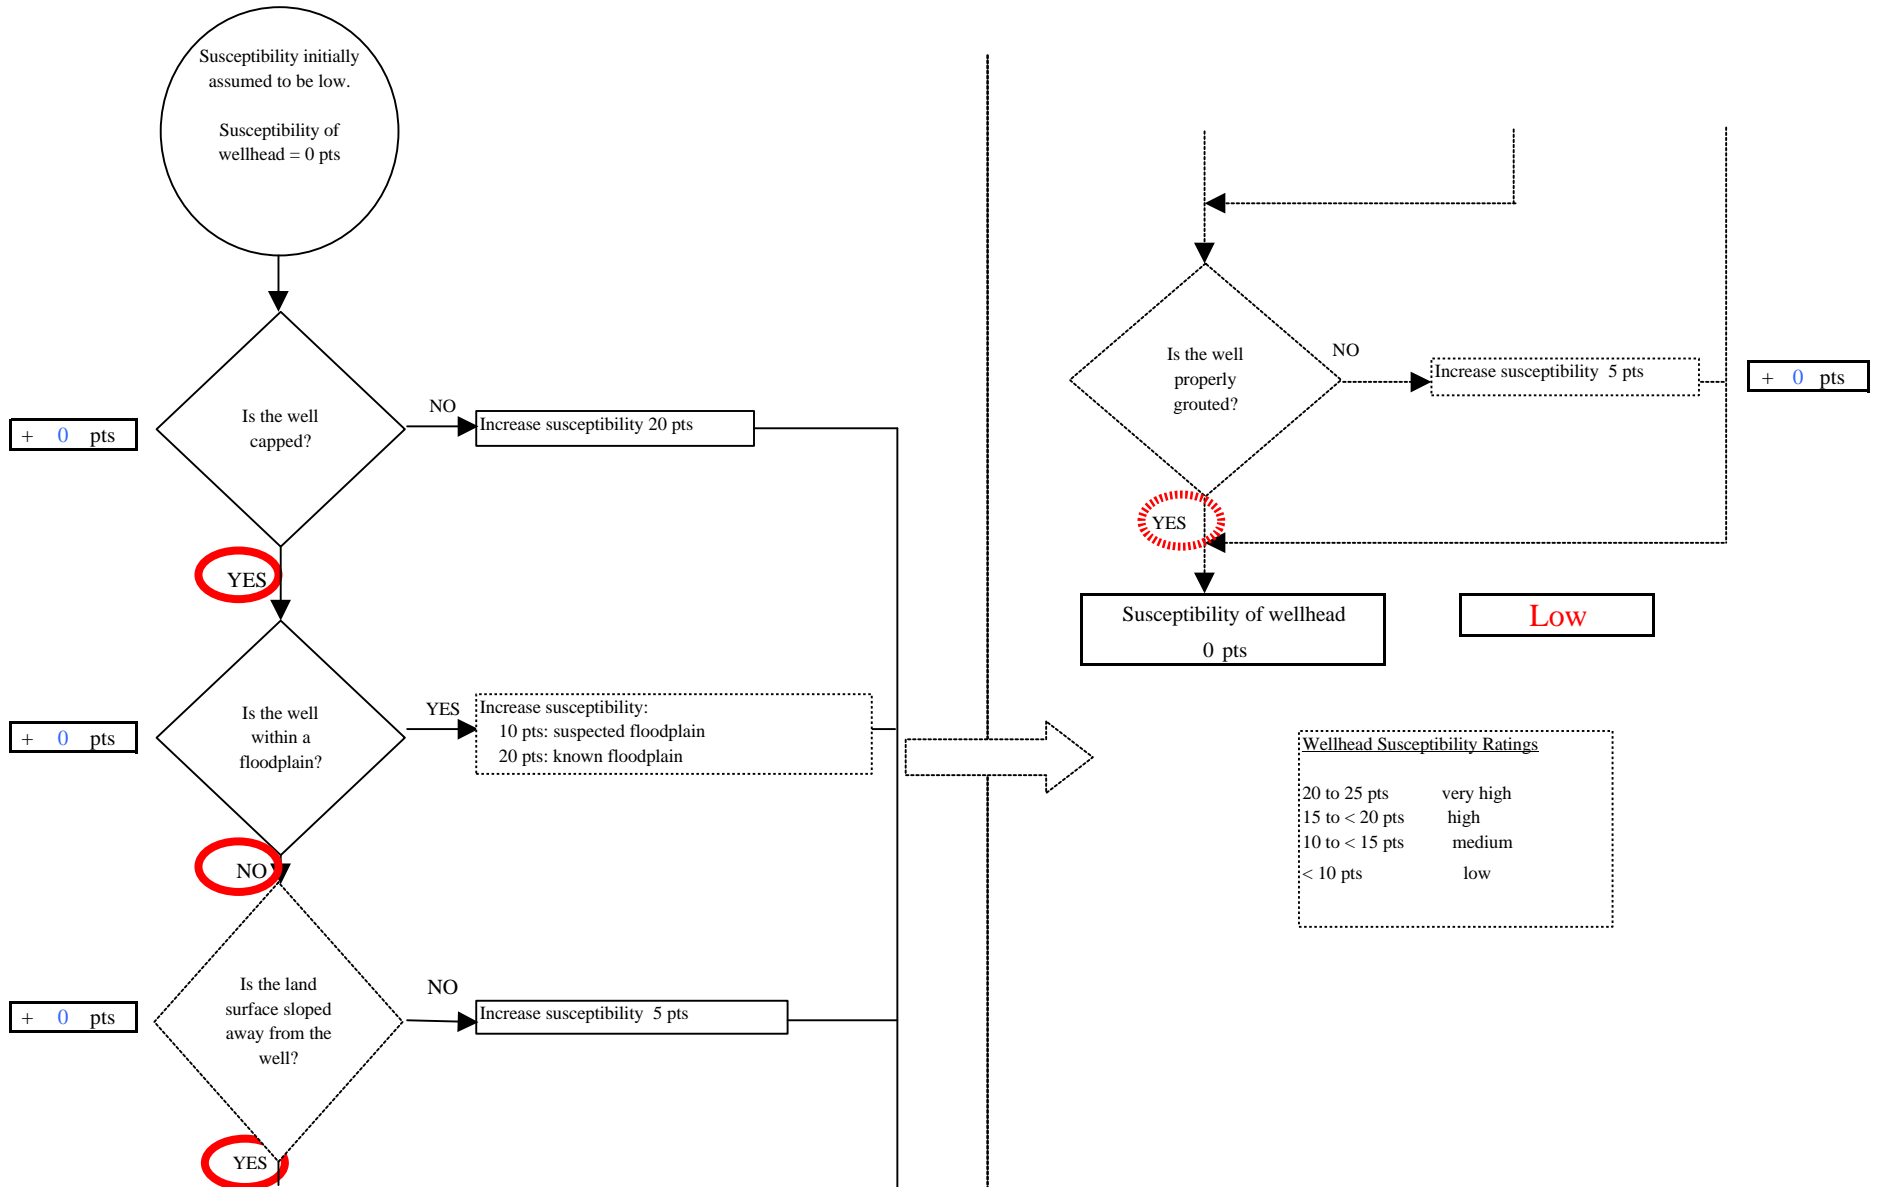 Susceptibility initially
assumed to be low.
Susceptibility of
wellhead = 0 pts
Is the well
capped?
NO
Increase susceptibility 20 pts
+ 0 pts
YES
Is the well
within a
floodplain?
YES
Increase susceptibility:
10 pts: suspected floodplain
20 pts: known floodplain
+ 0 pts
NO
Is the land
surface sloped
away from the
well?
NO
Increase susceptibility 5 pts
+ 0 pts
YES
Is the well
properly
grouted?
NO
Increase susceptibility 5 pts
+ 0 pts
YES
Susceptibility of wellhead
0 pts
Low
Wellhead Susceptibility Ratings
20 to 25 pts very high
15 to < 20 pts high
10 to < 15 pts medium
< 10 pts low